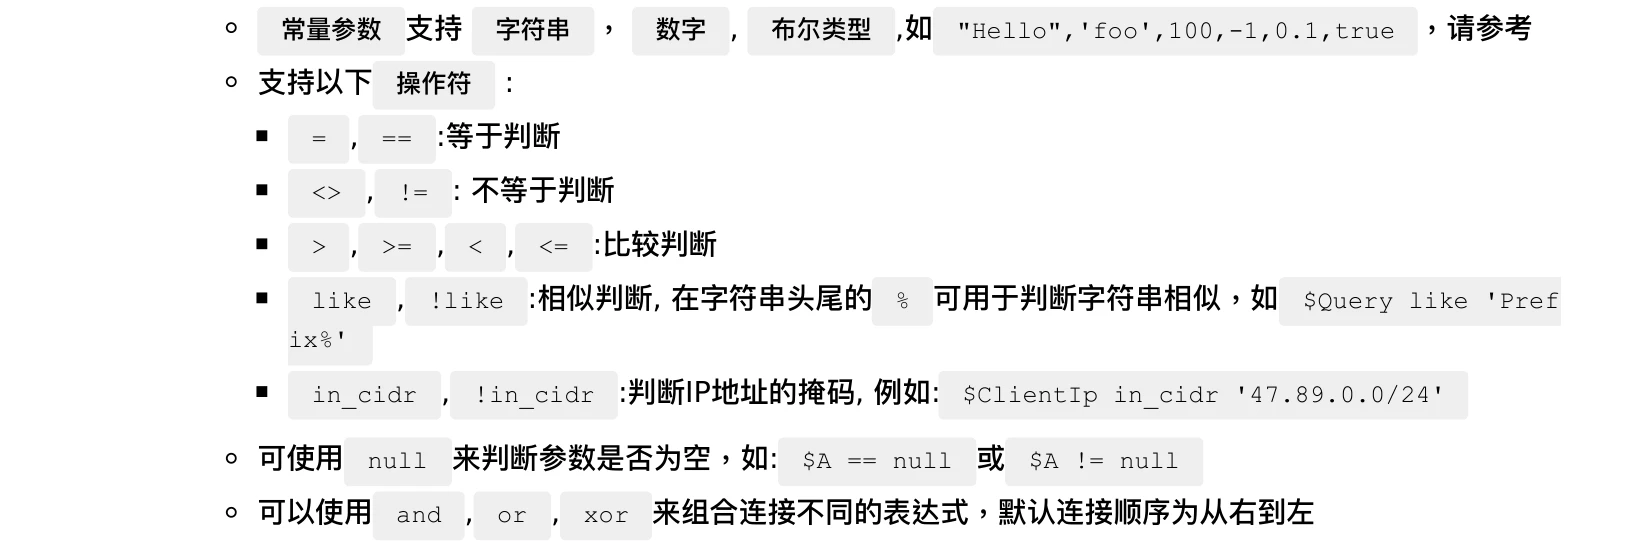 常量参数 支持 字符串 ， 数字 , 布尔类型 ,如 "Hello",'foo',100,-1,0.1,true ，请参考
支持以下 操作符 :
= , == :等于判断
<> , != : 不等于判断
> , >= , < , <= :比较判断
like , !like :相似判断, 在字符串头尾的 % 可用于判断字符串相似，如 $Query like 'Pref
ix%'
in_cidr , !in_cidr :判断IP地址的掩码, 例如: $ClientIp in_cidr '47.89.0.0/24'
可使用 null 来判断参数是否为空，如: $A == null 或 $A != null
可以使用 and , or , xor 来组合连接不同的表达式，默认连接顺序为从右到左